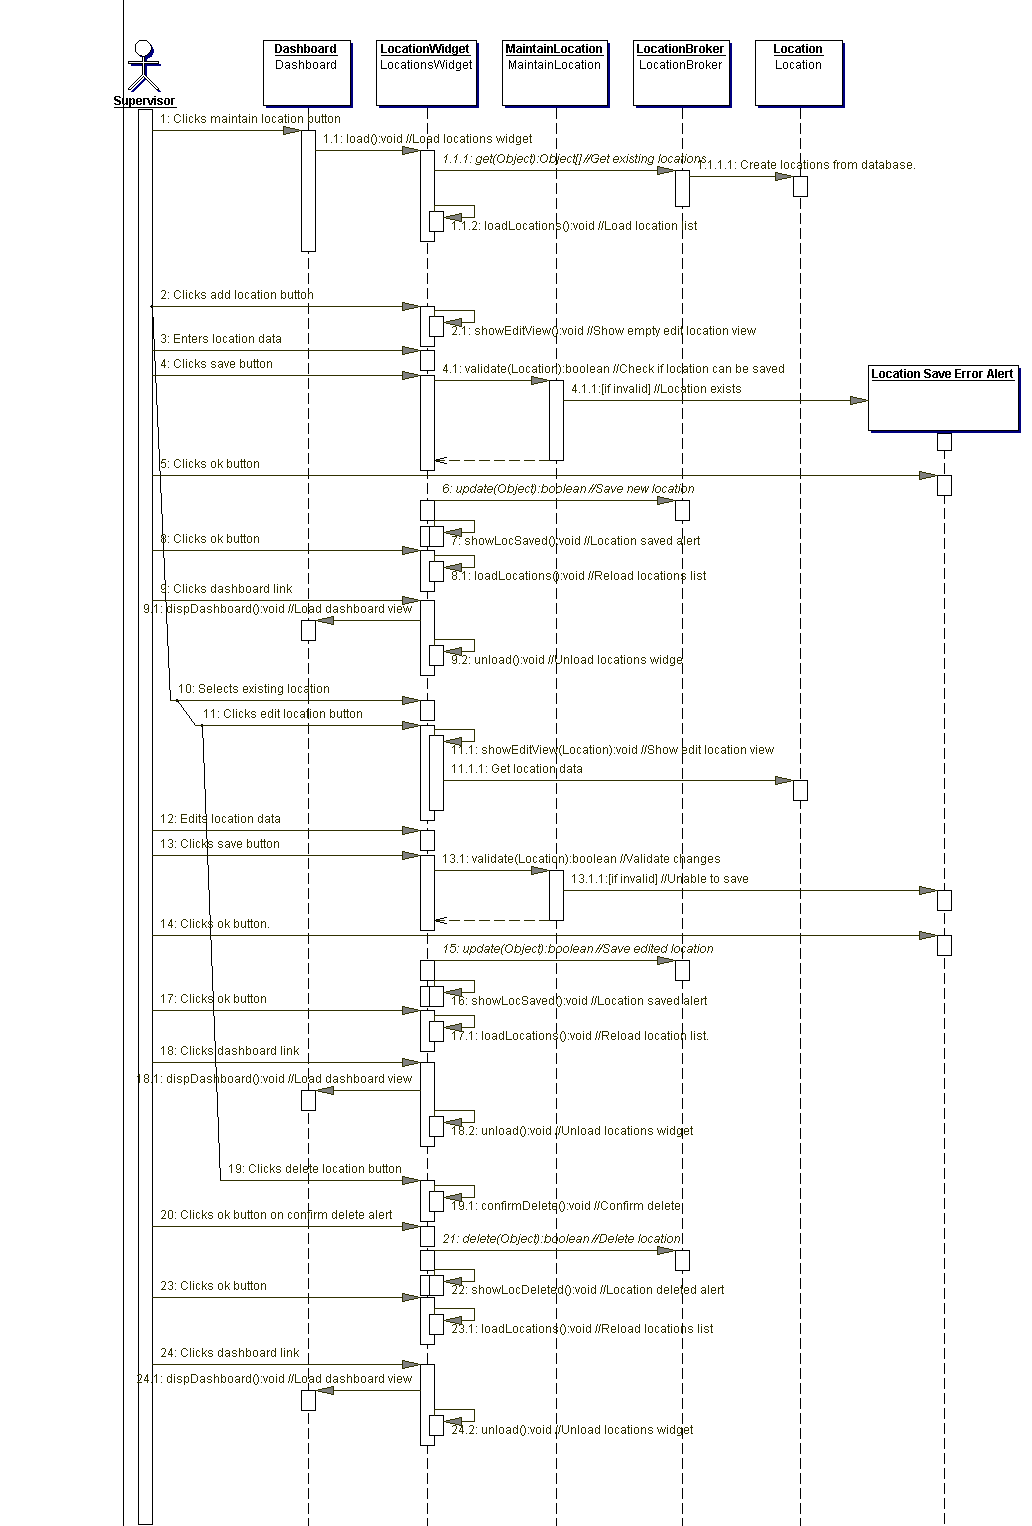 Supervisor
Dashboard
Dashboard
LocationWidget
LocationsWidget
MaintainLocation
MaintainLocation
LocationBroker
LocationBroker
Location
Location
1: Clicks maintain location button
1.1: load():void //Load locations widget
1.1.1: get(Object):Object[] //Get existing locations
1.1.1.1: Create locations from database.
1.1.2: loadLocations():void //Load location list
2: Clicks add location button
2.1: showEditView():void //Show empty edit location view
3: Enters location data
4: Clicks save button
4.1: validate(Location):boolean //Check if location can be saved
Location Save Error Alert
4.1.1:[if invalid] //Location exists
5: Clicks ok button
6: update(Object):boolean //Save new location
7: showLocSaved():void //Location saved alert
8: Clicks ok button
8.1: loadLocations():void //Reload locations list
9: Clicks dashboard link
9.1: dispDashboard():void //Load dashboard view
9.2: unload():void //Unload locations widge
10: Selects existing location
11: Clicks edit location button
11.1: showEditView(Location):void //Show edit location view
11.1.1: Get location data
12: Edits location data
13: Clicks save button
13.1: validate(Location):boolean //Validate changes
13.1.1:[if invalid] //Unable to save
14: Clicks ok button.
15: update(Object):boolean //Save edited location
16: showLocSaved():void //Location saved alert
17: Clicks ok button
17.1: loadLocations():void //Reload location list.
18: Clicks dashboard link
18.1: dispDashboard():void //Load dashboard view
18.2: unload():void //Unload locations widget
19: Clicks delete location button
19.1: confirmDelete():void //Confirm delete
20: Clicks ok button on confirm delete alert
21: delete(Object):boolean //Delete location
22: showLocDeleted():void //Location deleted alert
23: Clicks ok button
23.1: loadLocations():void //Reload locations list
24: Clicks dashboard link
24.1: dispDashboard():void //Load dashboard view
24.2: unload():void //Unload locations widget